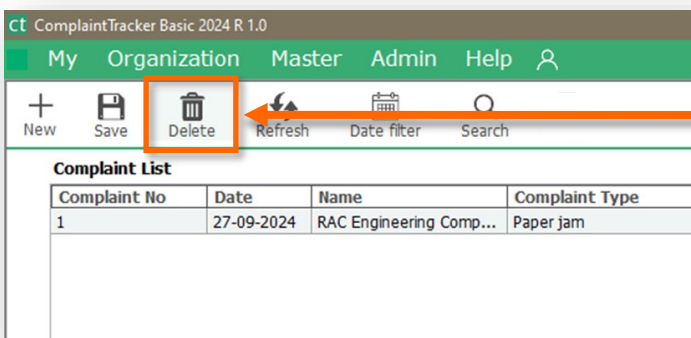 ct ComplaintTracker Basic 2024 R 1.0
My Organization Master Admin Help
New Save Delete Refresh Date filter Search
Complaint List
Complaint No Date Name Complaint Type
1 27-09-2024 RAC Engineering Comp... Paper jam